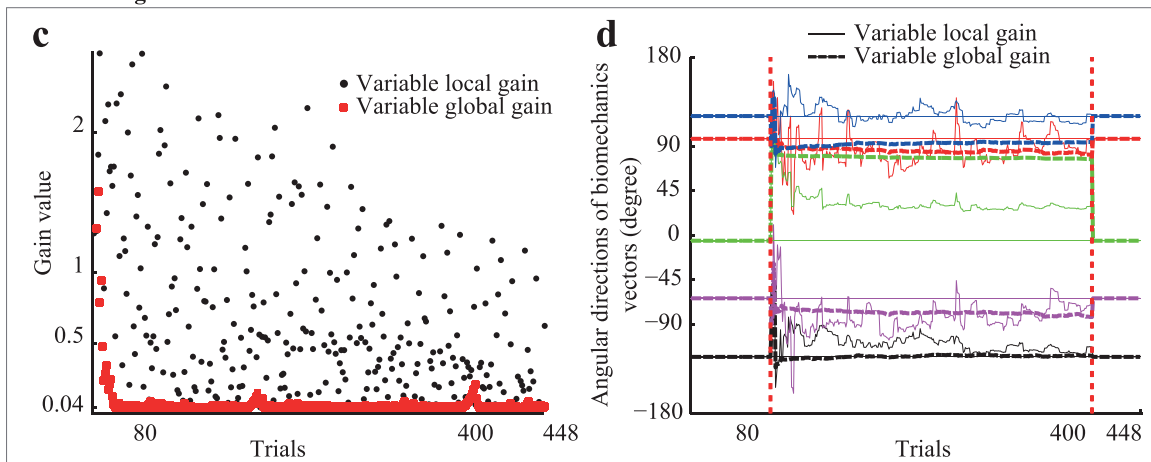 c
2
1
0.5
0.04
80
400
448
Gain value
Trials
Variable local gain
Variable global gain
d
Variable local gain
Variable global gain
180
90
45
0
−45
−90
−180
80
400
448
Angular directions of biomechanics
vectors (degree)
Trials